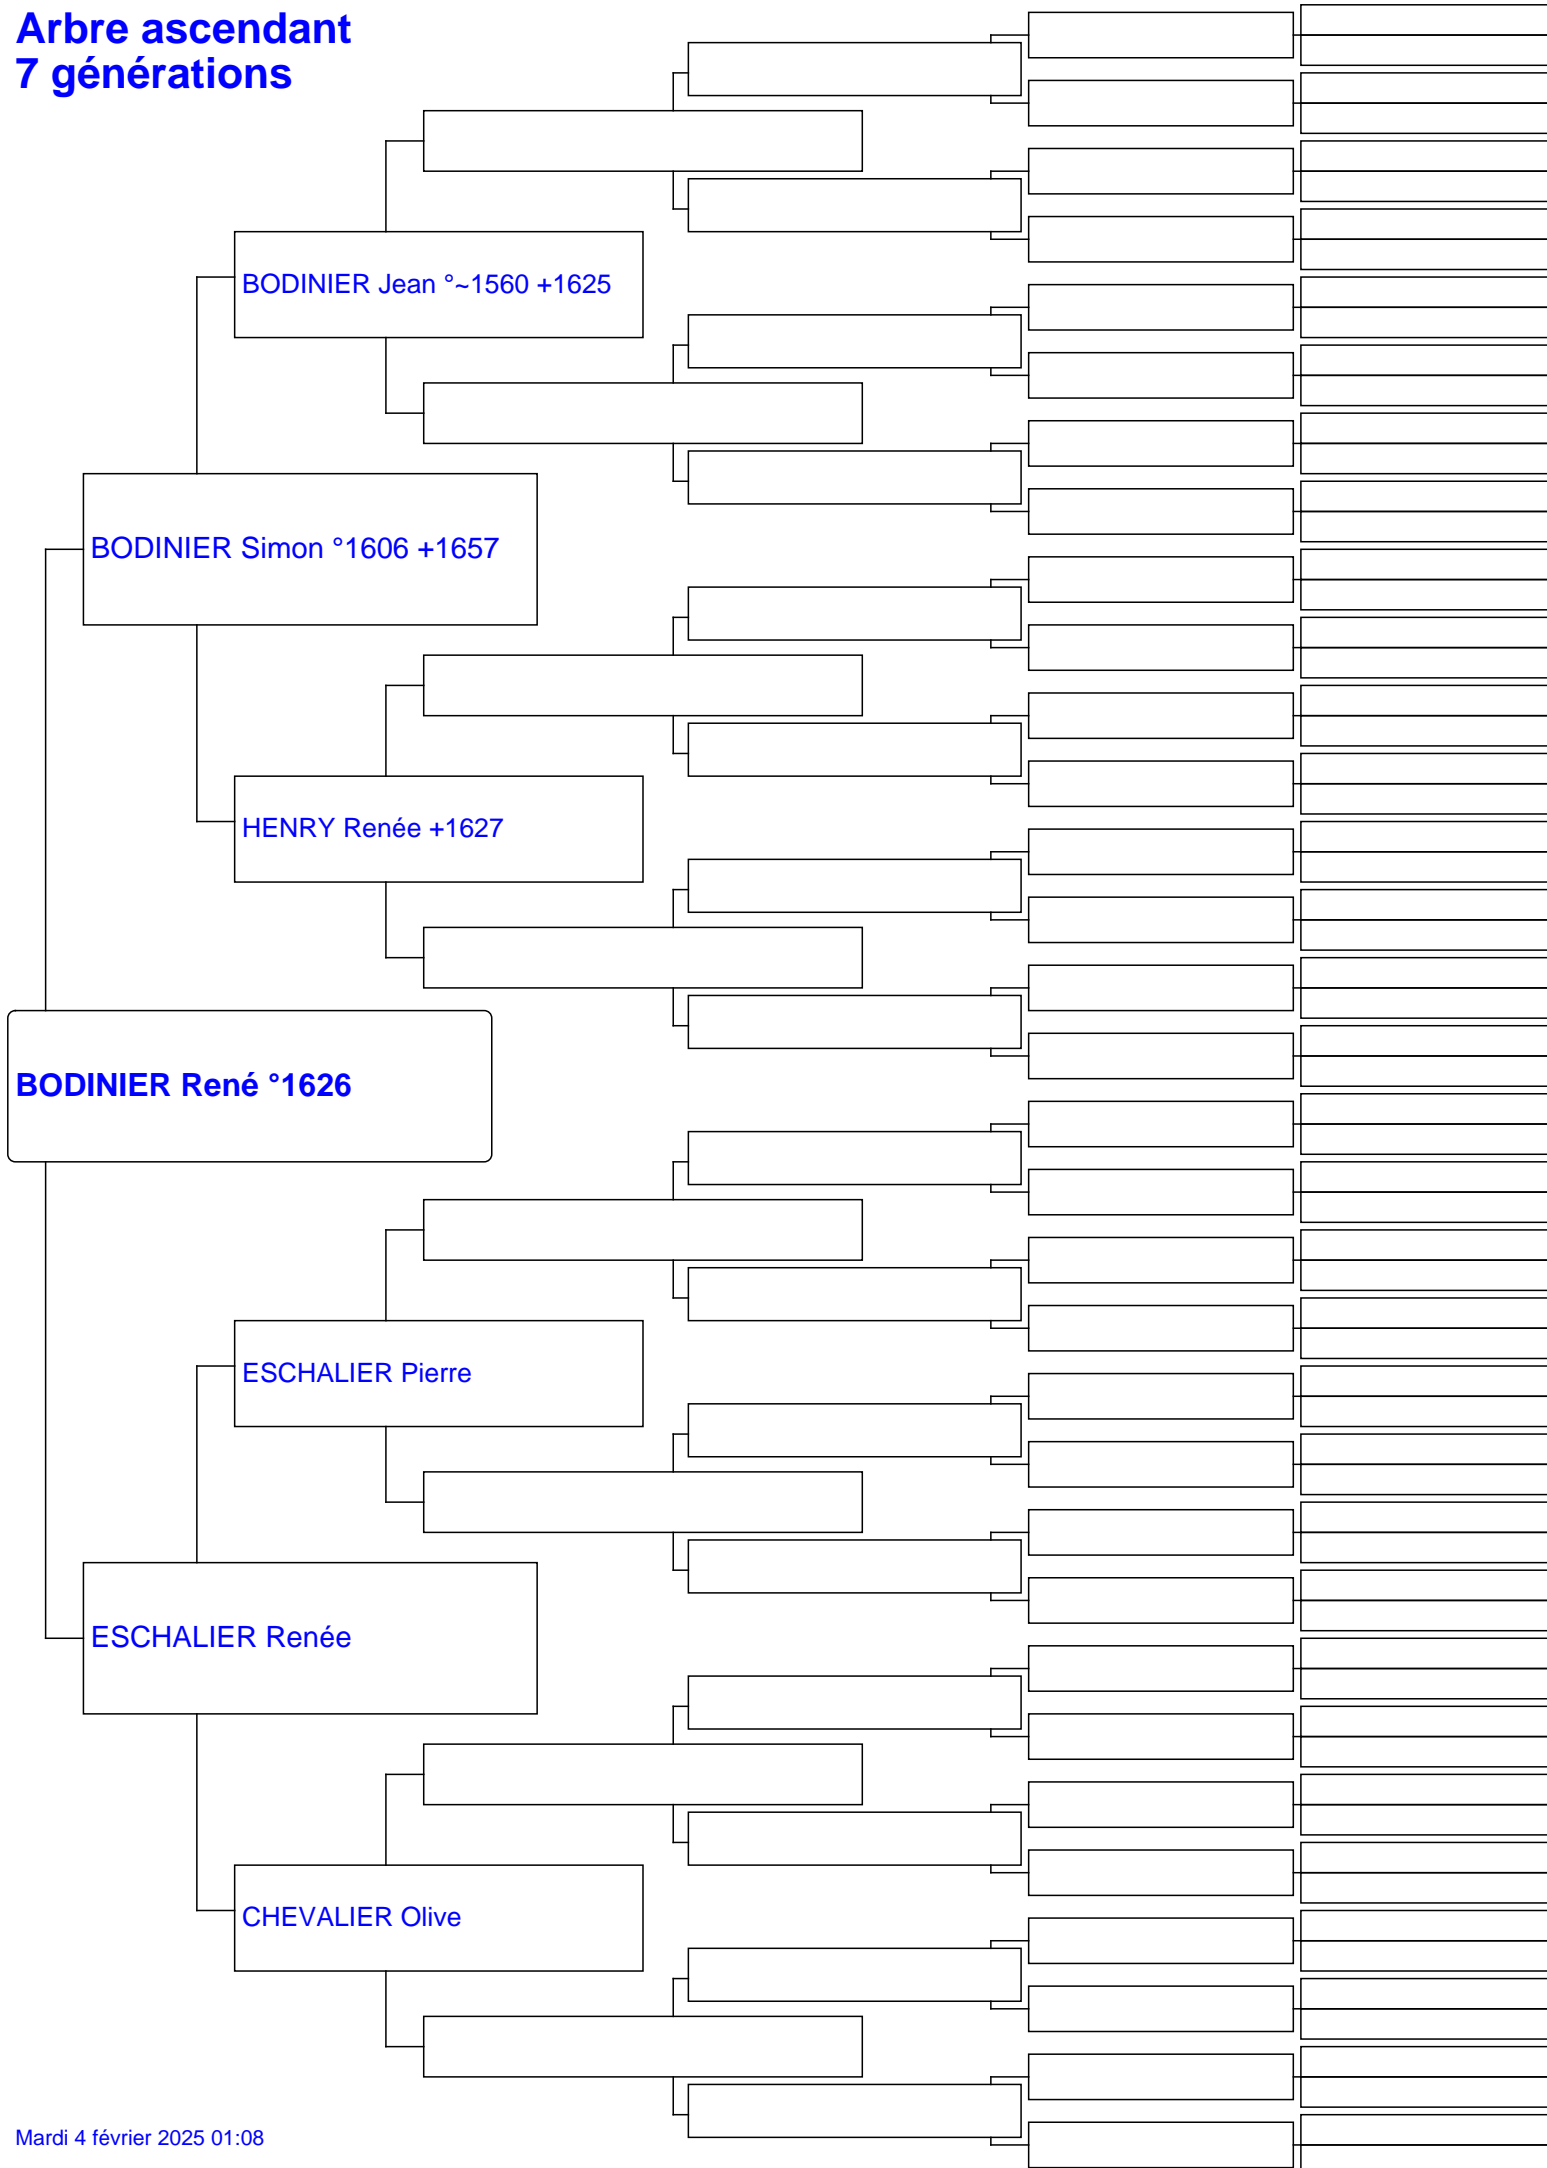 Arbre ascendant
7 générations
BODINIER Jean °~1560 +1625
BODINIER Simon °1606 +1657
HENRY Renée +1627
BODINIER René °1626
ESCHALIER Pierre
ESCHALIER Renée
CHEVALIER Olive
Mardi 4 février 2025 01:08